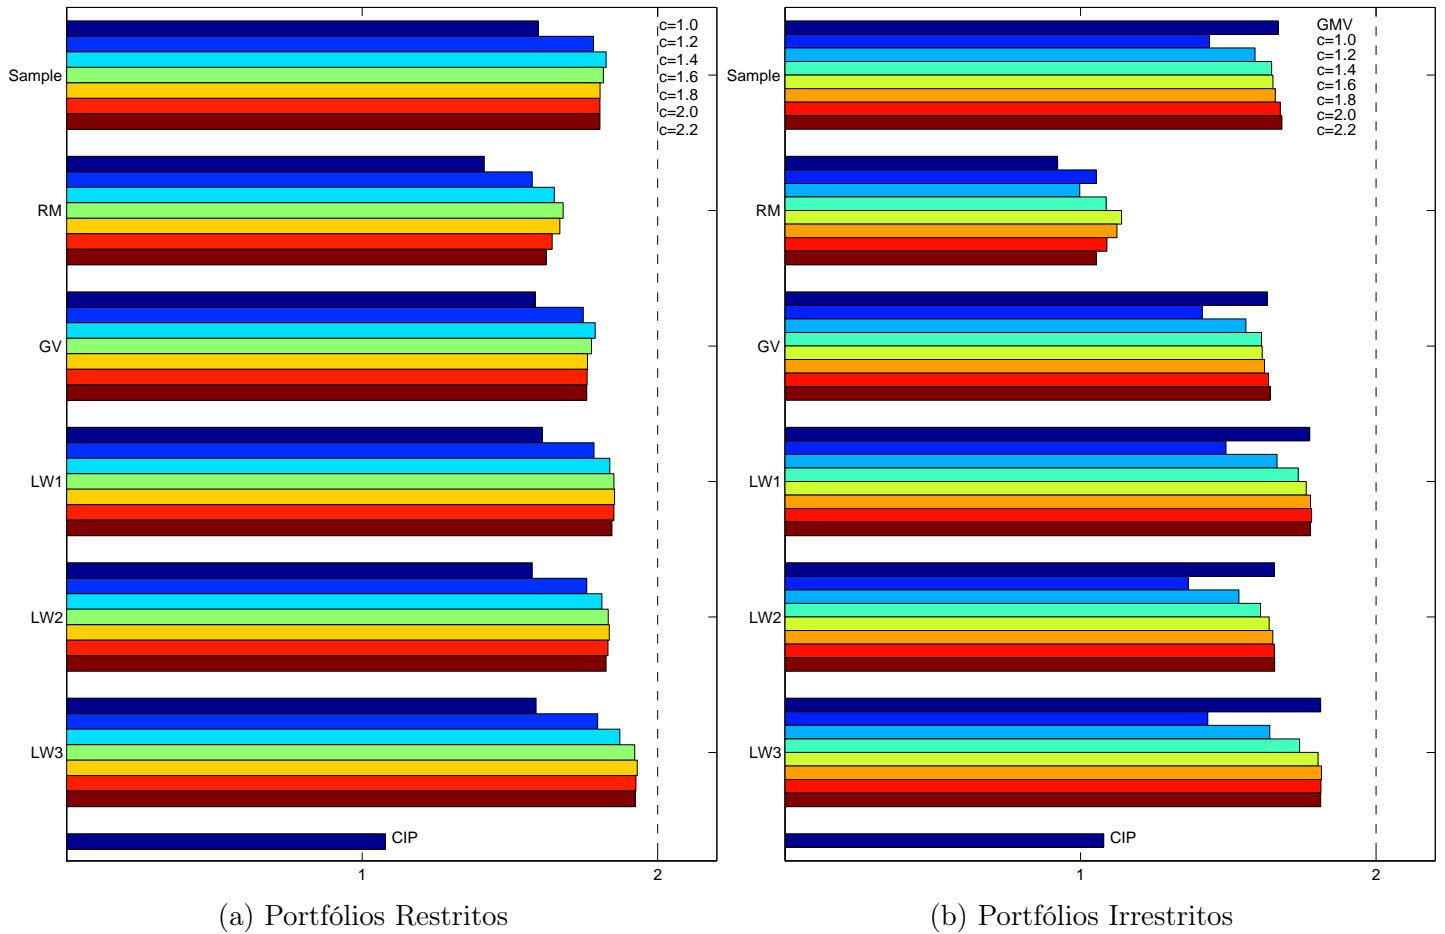 c=1.0
c=1.2
c=1.4
Sample
c=1.6
c=1.8
c=2.0
c=2.2
RM
GV
LW1
LW2
LW3
CIP
1
2
(a) Portfólios Restritos
GMV
c=1.0
c=1.2
Sample
c=1.4
c=1.6
c=1.8
c=2.0
c=2.2
RM
GV
LW1
LW2
LW3
CIP
1
2
(b) Portfólios Irrestritos